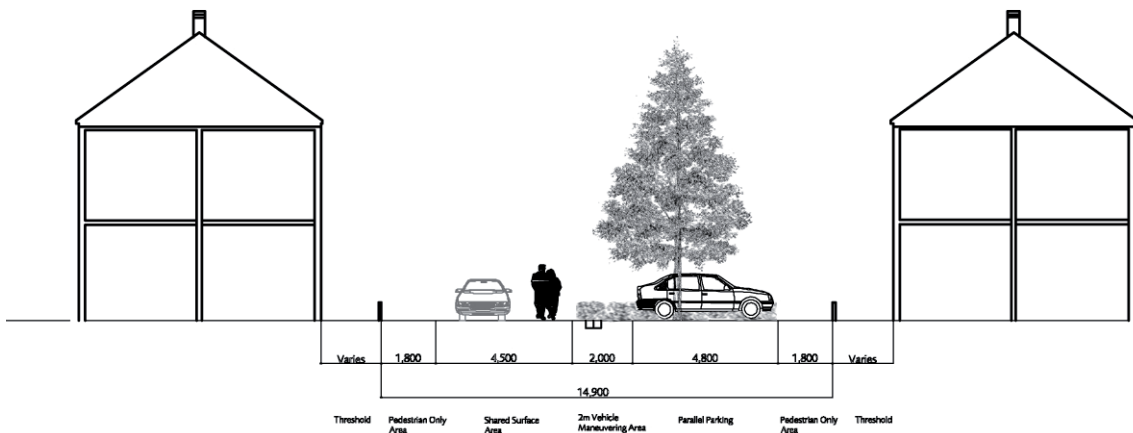 Varies 1,800 4,500 2,000 4,800 1,800 Varies
14,900
Threshold Pedestrian Only Area Shared Surface Area 2m Vehicle Maneuvering Area Parallel Parking Pedestrian Only Area Threshold